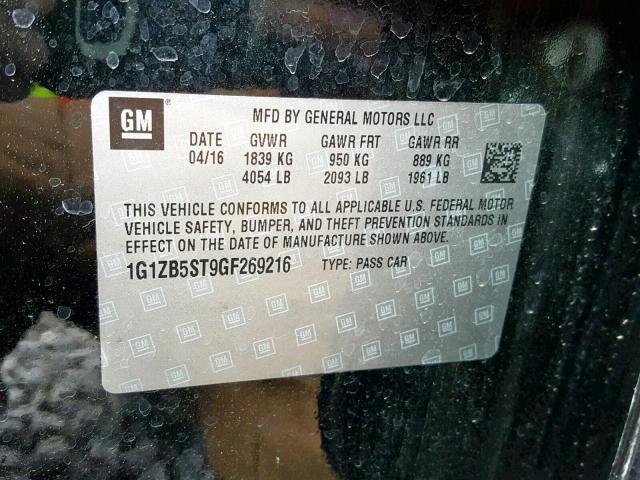 GM ®
MFD BY GENERAL MOTORS LLC
DATE GVWR GAWR FRT GAWR RR
04/16 1839 KG 950 KG 889 KG
4054 LB 2093 LB 1961 LB
THIS VEHICLE CONFORMS TO ALL APPLICABLE U.S. FEDERAL MOTOR
VEHICLE SAFETY, BUMPER, AND THEFT PREVENTION STANDARDS IN
EFFECT ON THE DATE OF MANUFACTURE SHOWN ABOVE.
1G1ZB5ST9GF269216 TYPE: PASS CAR